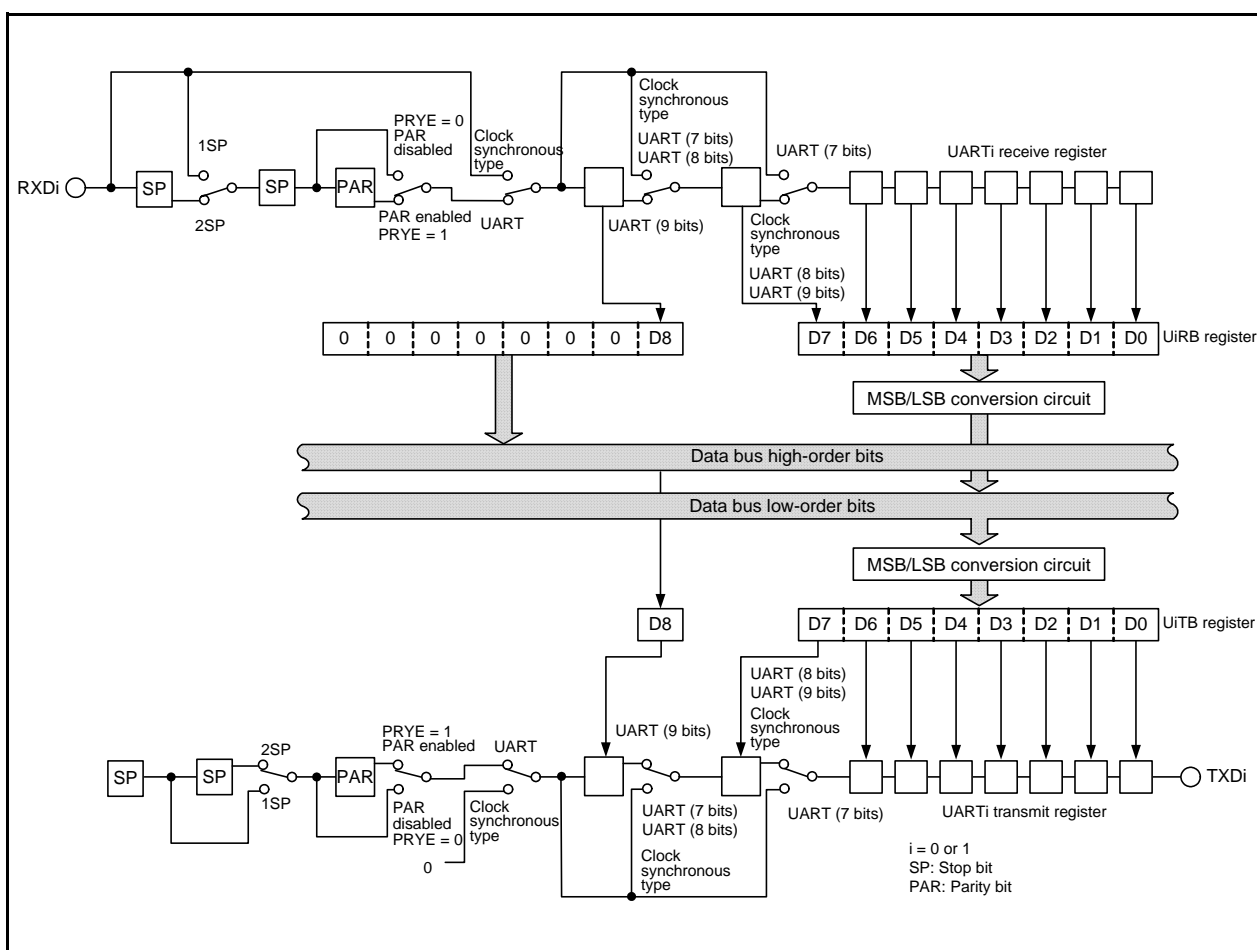 1SP
PRYE = 0
PAR
disabled
Clock
synchronous
type
Clock
synchronous
type
UART (7 bits)
UART (8 bits)
UART (7 bits)
UARTi receive register
RXDi
SP
SP
PAR
2SP
PAR enabled
PRYE = 1
UART
UART (9 bits)
Clock
synchronous
type
UART (8 bits)
UART (9 bits)
0 0 0 0 0 0 0 D8
D7 D6 D5 D4 D3 D2 D1 D0
UiRB register
MSB/LSB conversion circuit
Data bus high-order bits
Data bus low-order bits
MSB/LSB conversion circuit
D8
D7 D6 D5 D4 D3 D2 D1 D0
UiTB register
UART (8 bits)
UART (9 bits)
Clock
synchronous
type
PRYE = 1
PAR enabled
UART
UART (9 bits)
2SP
SP
SP
PAR
TXDi
1SP
PAR
disabled
PRYE = 0
0
Clock
synchronous
type
UART (7 bits)
UART (8 bits)
Clock
synchronous
type
UART (7 bits)
UARTi transmit register
i = 0 or 1
SP: Stop bit
PAR: Parity bit